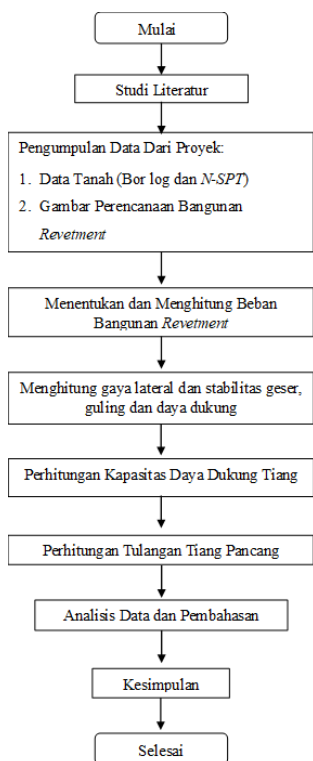 Mulai
Studi Literatur
Pengumpulan Data Dari Proyek:
1. Data Tanah (Bor log dan N-SPT)
2. Gambar Perencanaan Bangunan
Revetment
Menentukan dan Menghitung Beban
Bangunan Revetment
Menghitung gaya lateral dan stabilitas geser,
guling dan daya dukung
Perhitungan Kapasitas Daya Dukung Tiang
Perhitungan Tulangan Tiang Pancang
Analisis Data dan Pembahasan
Kesimpulan
Selesai